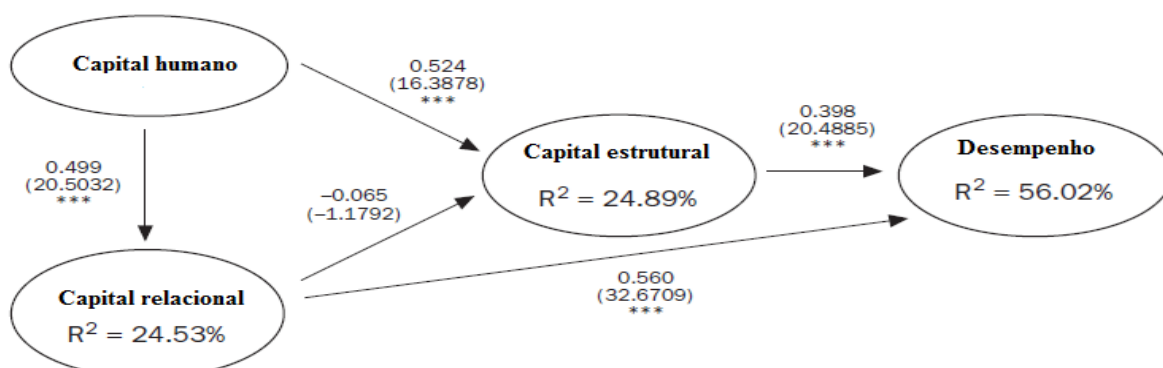 Capital humano
0.524
(16.3878)
***
0.499
(20.5032)
***
−0.065
(−1.1792)
Capital estrutural
R² = 24.89%
0.398
(20.4885)
***
Desempenho
R² = 56.02%
Capital relacional
R² = 24.53%
0.560
(32.6709)
***